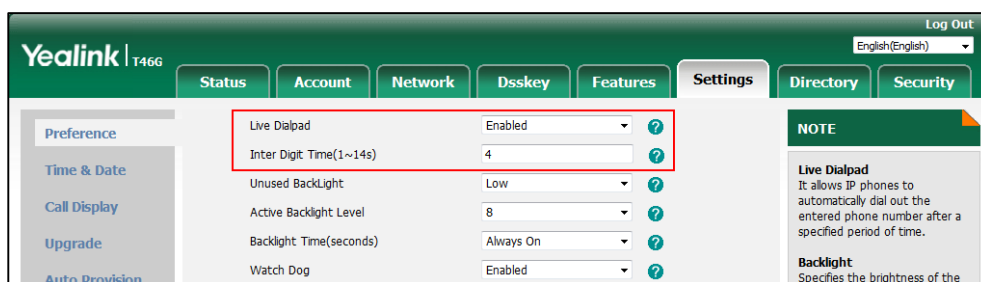 Log Out
Yealink T46G
English(English)
Status Account Network Dsskey Features Settings Directory Security
Preference
Time & Date
Call Display
Upgrade
Auto Provision
Live Dialpad Enabled
Inter Digit Time(1~14s) 4
Unused BackLight Low
Active Backlight Level 8
Backlight Time(seconds) Always On
Watch Dog Enabled
NOTE
Live Dialpad
It allows IP phones to
automatically dial out the
entered phone number after a
specified period of time.
Backlight
Specifies the brightness of the